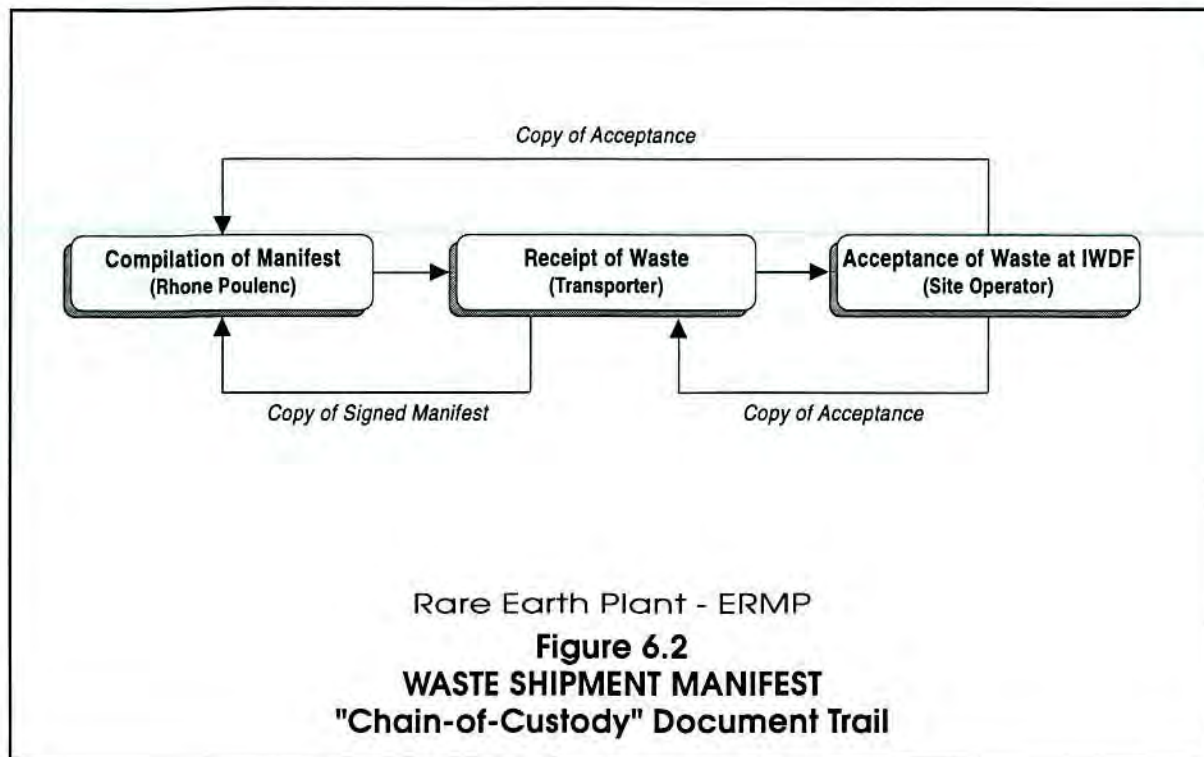 Copy of Acceptance
Compilation of Manifest
(Rhone Poulenc)
Receipt of Waste
(Transporter)
Acceptance of Waste at IWDF
(Site Operator)
Copy of Signed Manifest
Copy of Acceptance
Rare Earth Plant - ERMP
Figure 6.2
WASTE SHIPMENT MANIFEST
"Chain-of-Custody" Document Trail